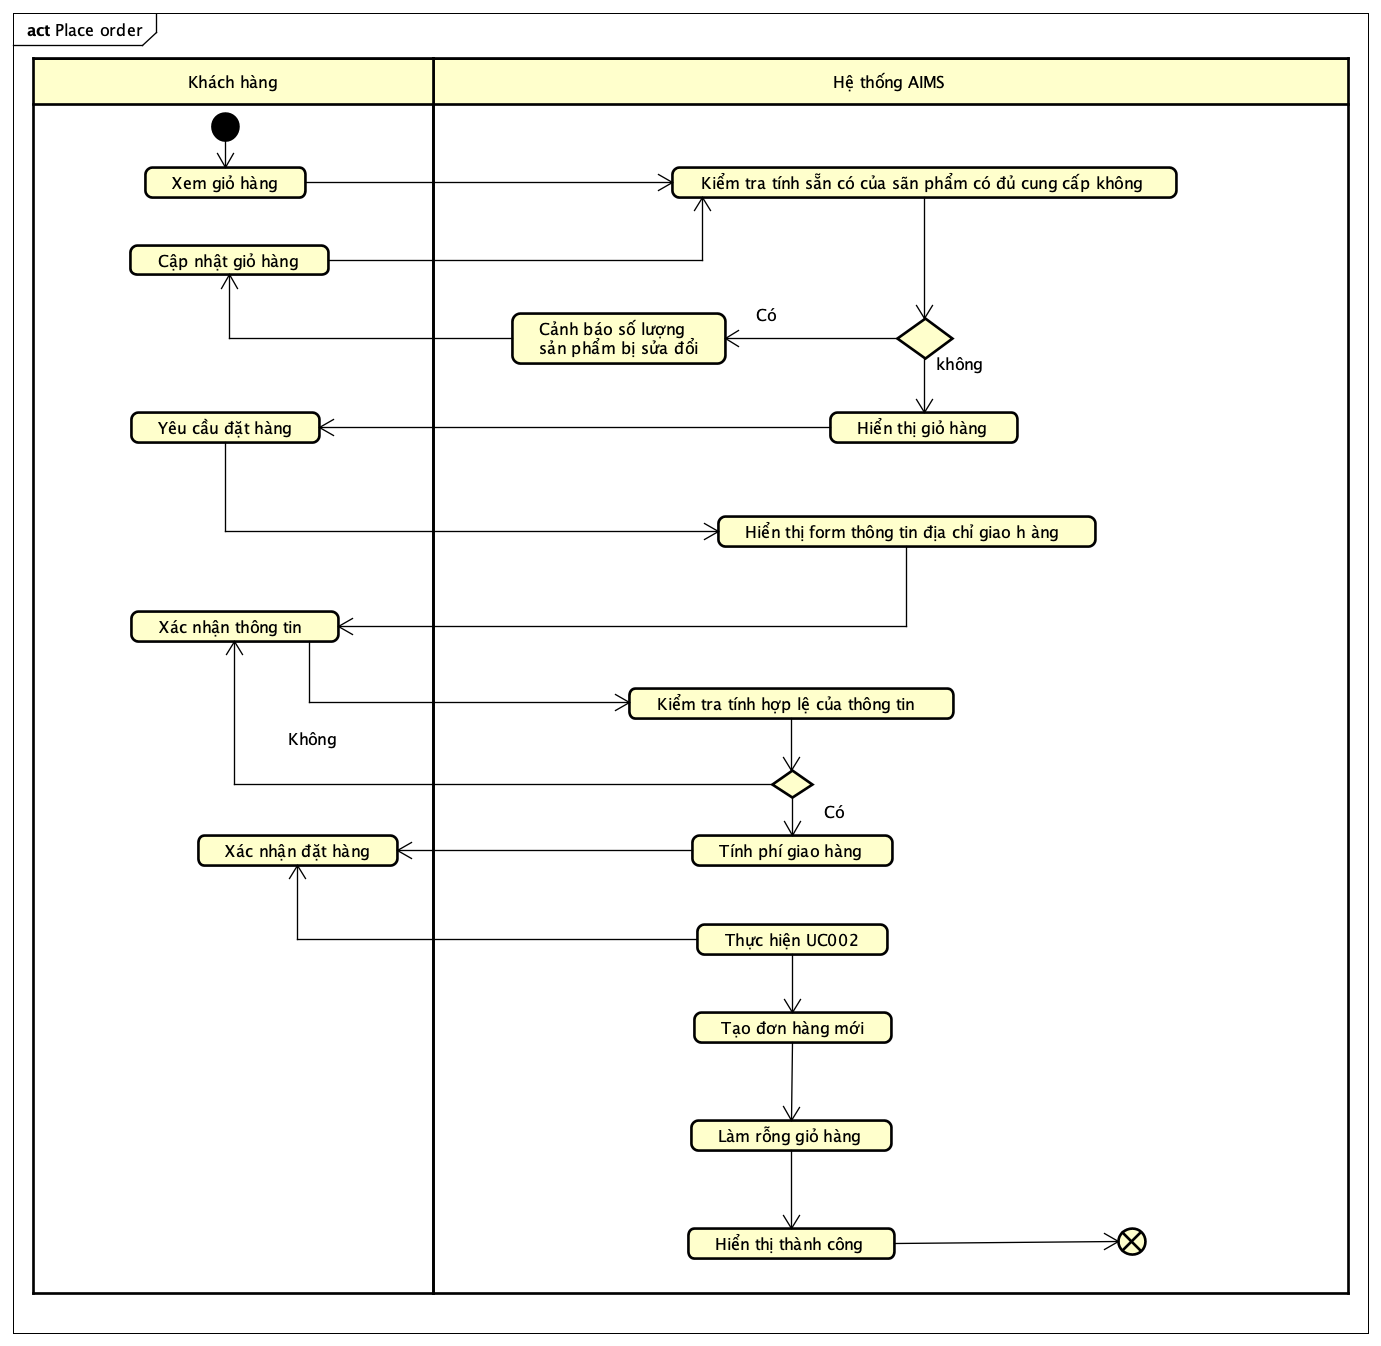 act Place order
Khách hàng
Hệ thống AIMS
Xem giỏ hàng
Kiểm tra tính sẵn có của sãn phẩm có đủ cung cấp không
Cập nhật giỏ hàng
Có
Cảnh báo số lượng
sản phẩm bị sửa đổi
không
Yêu cầu đặt hàng
Hiển thị giỏ hàng
Hiển thị form thông tin địa chỉ giao h àng
Xác nhận thông tin
Kiểm tra tính hợp lệ của thông tin
Không
Có
Xác nhận đặt hàng
Tính phí giao hàng
Thực hiện UC002
Tạo đơn hàng mới
Làm rỗng giỏ hàng
Hiển thị thành công